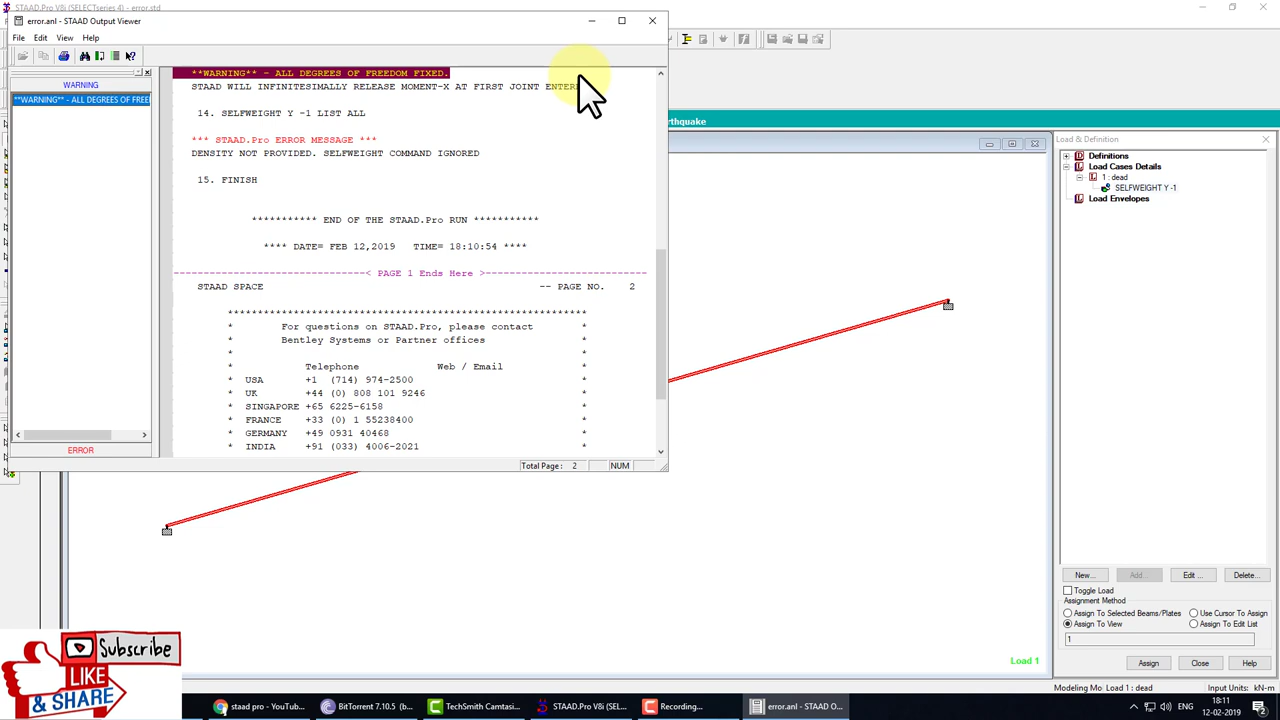 STAAD.Pro V8i (SELECTseries 4) - error.std
error.anl - STAAD Output Viewer
File Edit View Help
WARNING
**WARNING** - ALL DEGREES OF FREE
ERROR
**WARNING** - ALL DEGREES OF FREEDOM FIXED.
STAAD WILL INFINITESIMALLY RELEASE MOMENT-X AT FIRST JOINT ENTERE
14. SELFWEIGHT Y -1 LIST ALL
*** STAAD.Pro ERROR MESSAGE ***
DENSITY NOT PROVIDED. SELFWEIGHT COMMAND IGNORED
15. FINISH
*********** END OF THE STAAD.Pro RUN ***********
**** DATE= FEB 12,2019 TIME= 18:10:54 ****
--------------------------------< PAGE 1 Ends Here >---------------------------
STAAD SPACE -- PAGE NO. 2
************************************************************
* For questions on STAAD.Pro, please contact *
* Bentley Systems or Partner offices *
* *
* Telephone Web / Email *
* USA +1 (714) 974-2500 *
* UK +44 (0) 808 101 9246 *
* SINGAPORE +65 6225-6158 *
* FRANCE +33 (0) 1 55238400 *
* GERMANY +49 0931 40468 *
* INDIA +91 (033) 4006-2021 *
Total Page: 2 NUM
rthquake
Load & Definition
Definitions
Load Cases Details
1 : dead
SELFWEIGHT Y -1
Load Envelopes
New... Add... Edit ... Delete...
Toggle Load
Assignment Method
Assign To Selected Beams/Plates Use Cursor To Assign
Assign To View Assign To Edit List
1
Assign Close Help
Load 1
Subscribe
LIKE
& SHARE
Modeling Mo Load 1 : dead Input Units: kN-m
staad pro - YouTub...
BitTorrent 7.10.5 (b...
TechSmith Camtasi...
STAAD.Pro V8i (SEL...
Recording...
error.anl - STAAD O...
ENG
18:11
12-02-2019
2